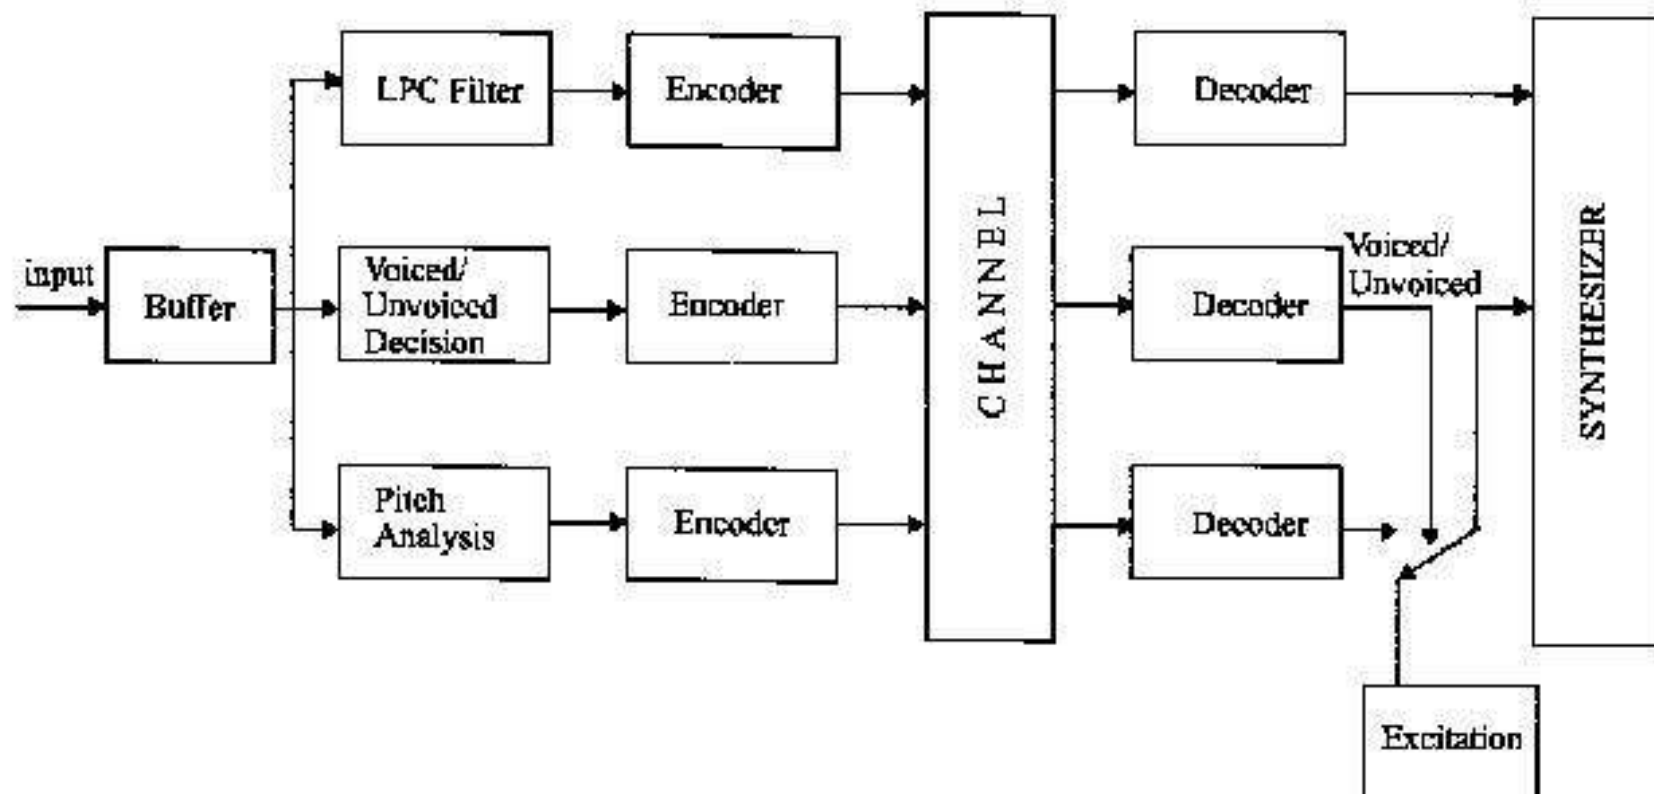 LPC Filter
Encoder
Decoder
input
Buffer
Voiced/
Unvoiced
Decision
Encoder
CHANNEL
Decoder
Voiced/
Unvoiced
SYNTHESIZER
Pitch
Analysis
Encoder
Decoder
Excitation